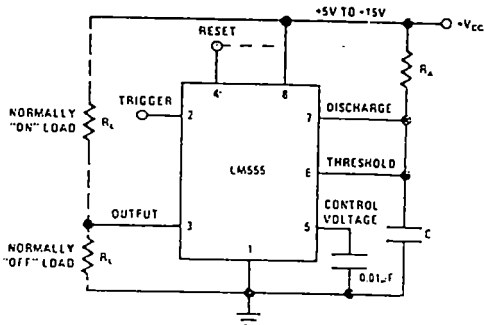 +5V TO +15V
+VCC
RESET
RA
4
8
TRIGGER
2
7
DISCHARGE
NORMALLY
"ON" LOAD
RL
LM555
6
THRESHOLD
OUTPUT
3
CONTROL
VOLTAGE
5
C
NORMALLY
"OFF" LOAD
RL
1
0.01μF